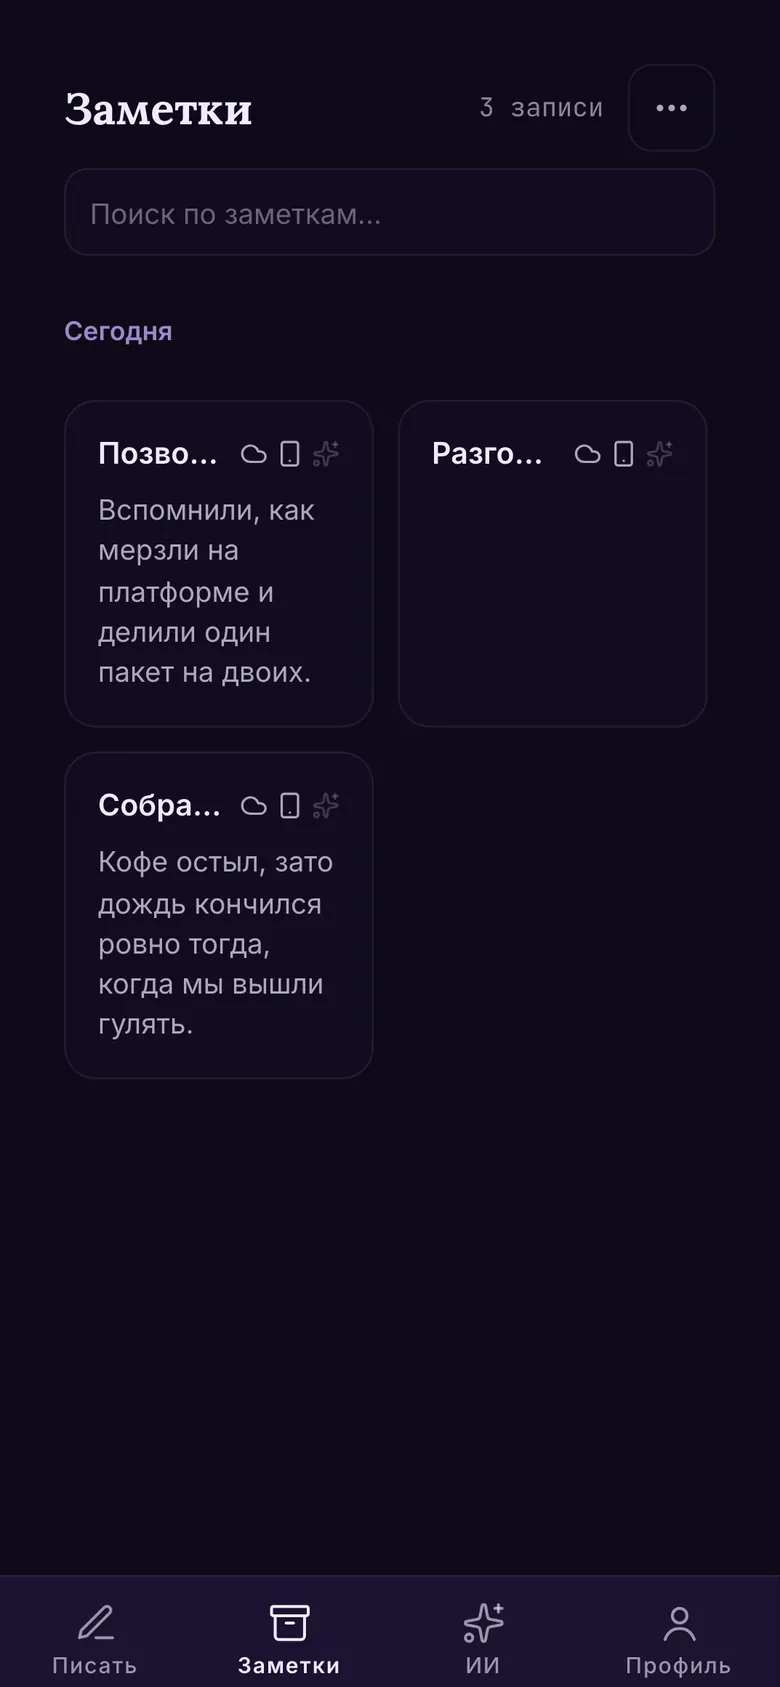 Заметки
3 записи
Поиск по заметкам...
Сегодня
Позво...
Вспомнили, как
мерзли на
платформе и
делили один
пакет на двоих.
Разго...
Собра...
Кофе остыл, зато
дождь кончился
ровно тогда,
когда мы вышли
гулять.
Писать
Заметки
ИИ
Профиль